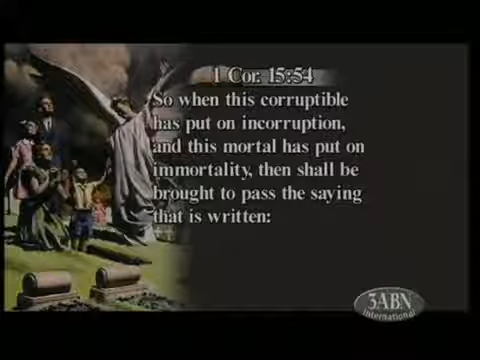 1 Cor. 15:54
So when this corruptible
has put on incorruption,
and this mortal has put on
immortality, then shall be
brought to pass the saying
that is written:
3ABN
International